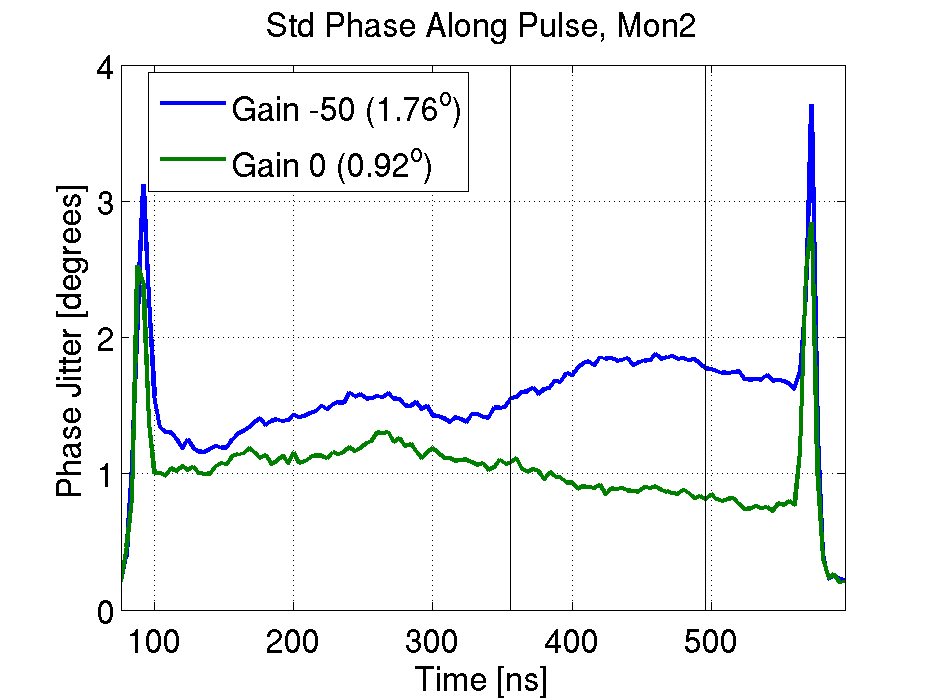 Std Phase Along Pulse, Mon2
Gain -50 (1.76°)
Gain 0 (0.92°)
Phase Jitter [degrees]
4
3
2
1
0
100 200 300 400 500
Time [ns]